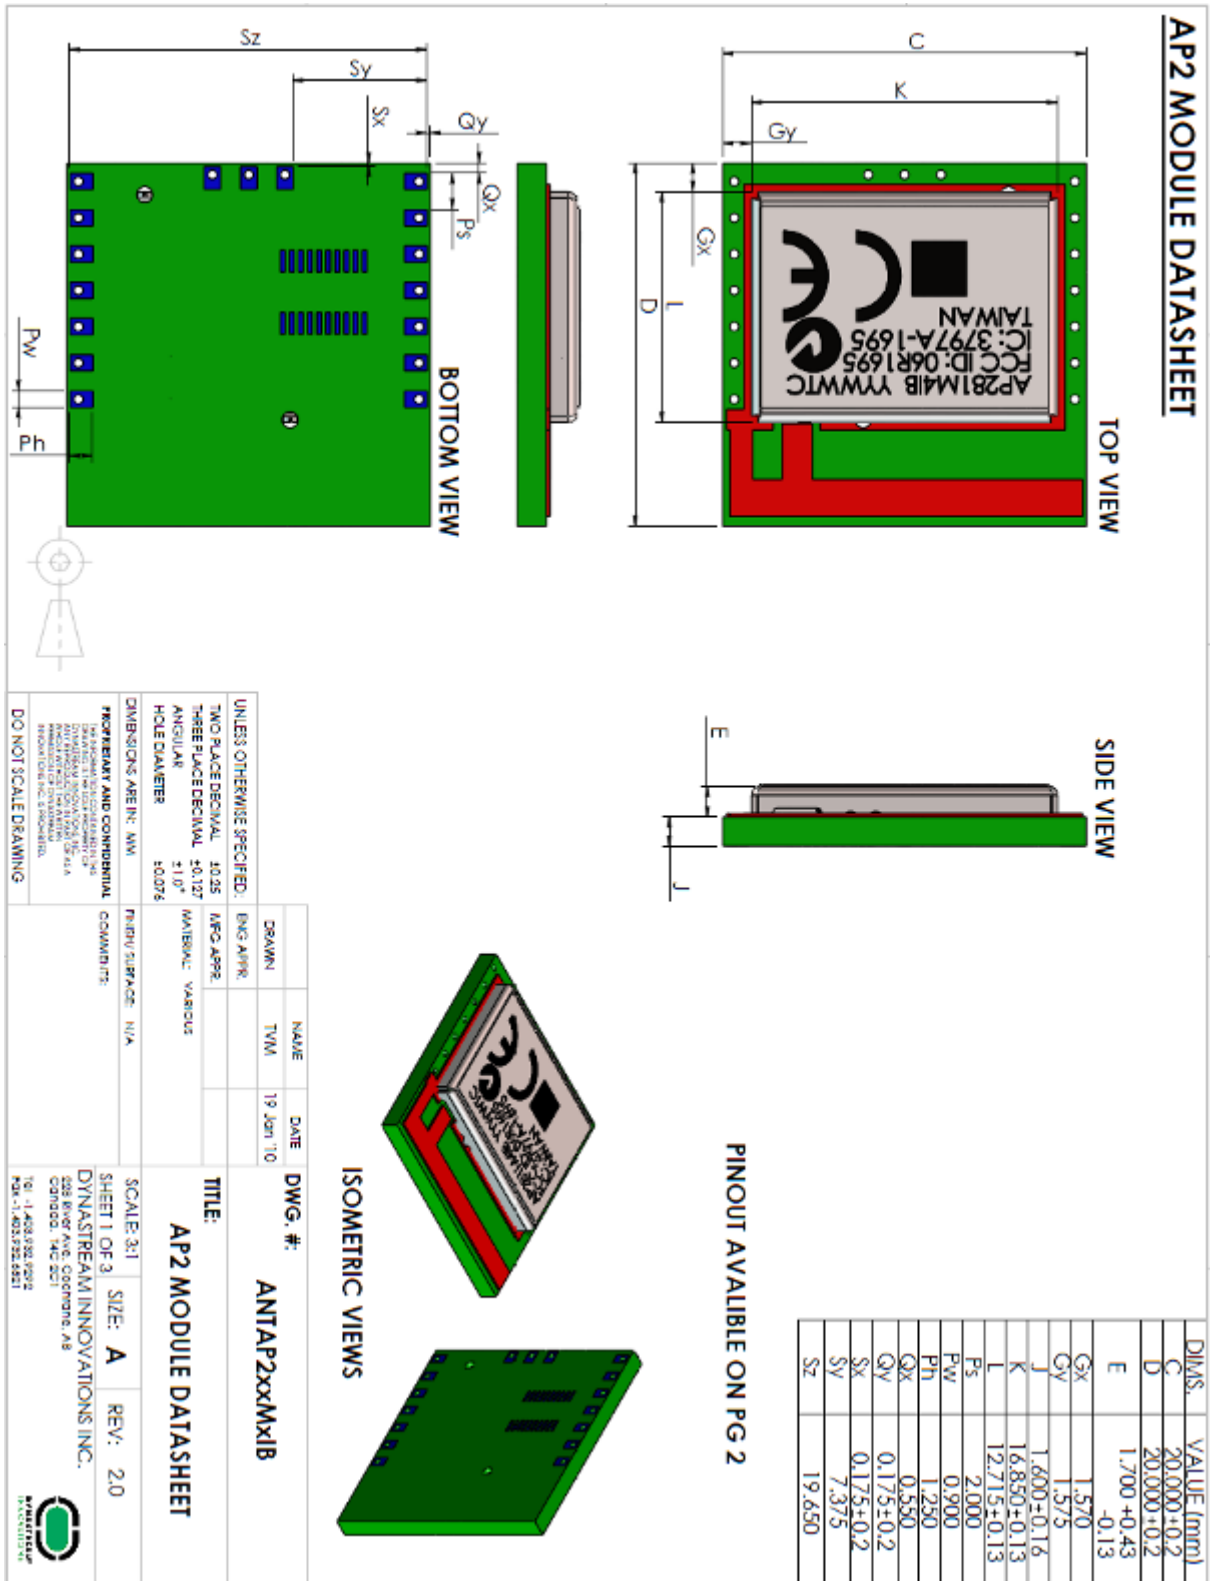 AP2 MODULE DATASHEET
TOP VIEW
C
K
Gy
Gx
L
D
AP281M4IB YYWWTC
FCC ID: O6R1695
IC: 3797A-1695
TAIWAN
SIDE VIEW
E
J
BOTTOM VIEW
Sz
Sy
Sx
Qy
Qx
Ps
Pw
Ph
DIMS. VALUE (mm)
C 20.000±0.2
D 20.000±0.2
E 1.700 +0.43
-0.13
Gx 1.570
Gy 1.575
J 1.600±0.16
K 16.850±0.13
L 12.715±0.13
Ps 2.000
Pw 0.900
Ph 1.250
Qx 0.550
Qy 0.175±0.2
Sx 0.175±0.2
Sy 7.375
Sz 19.650
PINOUT AVALIBLE ON PG 2
ISOMETRIC VIEWS
UNLESS OTHERWISE SPECIFIED:
TWO PLACE DECIMAL ±0.25
THREE PLACE DECIMAL ±0.127
ANGULAR ±1.0°
HOLE DIAMETER ±0.076
DIMENSIONS ARE IN: MM
PROPRIETARY AND CONFIDENTIAL
DO NOT SCALE DRAWING
NAME DATE
DRAWN TVM 19 Jan '10
ENG APPR.
MFG APPR.
MATERIAL: VARIOUS
FINISH/SURFACE: N/A
COMMENTS:
DWG. #:
ANTAP2xxMxIB
TITLE:
AP2 MODULE DATASHEET
SCALE: 3:1
SHEET 1 OF 3
SIZE: A REV: 2.0
DYNASTREAM INNOVATIONS INC.
228 River Ave. Cochrane, AB